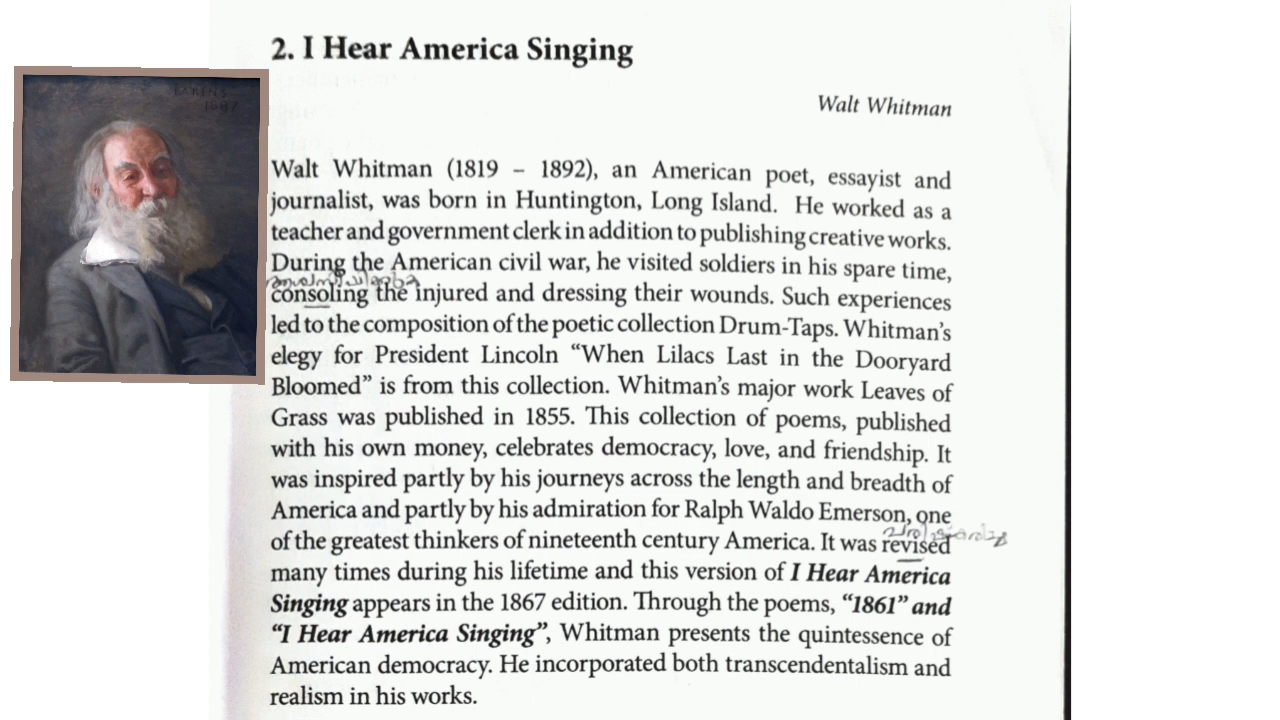 2. I Hear America Singing
Walt Whitman
EAKINS
Walt Whitman (1819 – 1892), an American poet, essayist and
journalist, was born in Huntington, Long Island. He worked as a
teacher and government clerk in addition to publishing creative works.
During the American civil war, he visited soldiers in his spare time,
consoling the injured and dressing their wounds. Such experiences
led to the composition of the poetic collection Drum-Taps. Whitman’s
elegy for President Lincoln “When Lilacs Last in the Dooryard
Bloomed” is from this collection. Whitman’s major work Leaves of
Grass was published in 1855. This collection of poems, published
with his own money, celebrates democracy, love, and friendship. It
was inspired partly by his journeys across the length and breadth of
America and partly by his admiration for Ralph Waldo Emerson, one
of the greatest thinkers of nineteenth century America. It was revised
many times during his lifetime and this version of I Hear America
Singing appears in the 1867 edition. Through the poems, “1861” and
“I Hear America Singing”, Whitman presents the quintessence of
American democracy. He incorporated both transcendentalism and
realism in his works.